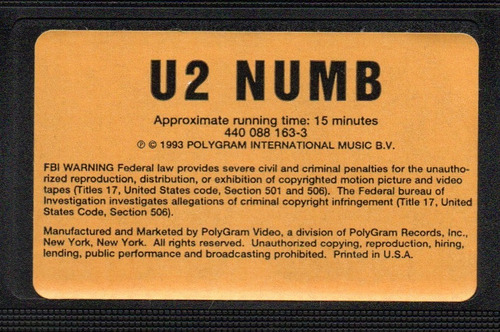 U2 NUMB
Approximate running time: 15 minutes
440 088 163-3
℗ © 1993 POLYGRAM INTERNATIONAL MUSIC B.V.
FBI WARNING Federal law provides severe civil and criminal penalties for the unautho-
rized reproduction, distribution, or exhibition of copyrighted motion picture and video
tapes (Titles 17, United States code, Section 501 and 506). The Federal bureau of
Investigation investigates allegations of criminal copyright infringement (Title 17, United
States Code, Section 506).
Manufactured and Marketed by PolyGram Video, a division of PolyGram Records, Inc.,
New York, New York. All rights reserved. Unauthorized copying, reproduction, hiring,
lending, public performance and broadcasting prohibited. Printed in U.S.A.